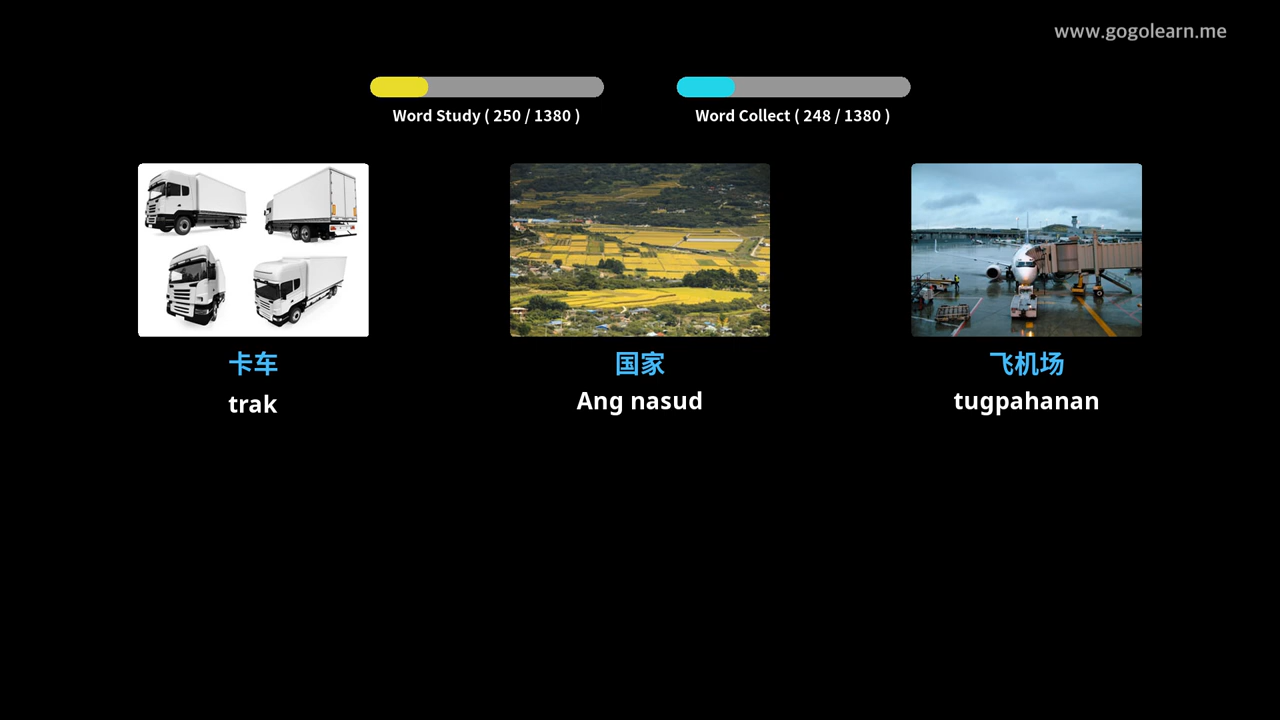 www.gogolearn.me
Word Study ( 250 / 1380 )
Word Collect ( 248 / 1380 )
卡车
trak
国家
Ang nasud
飞机场
tugpahanan